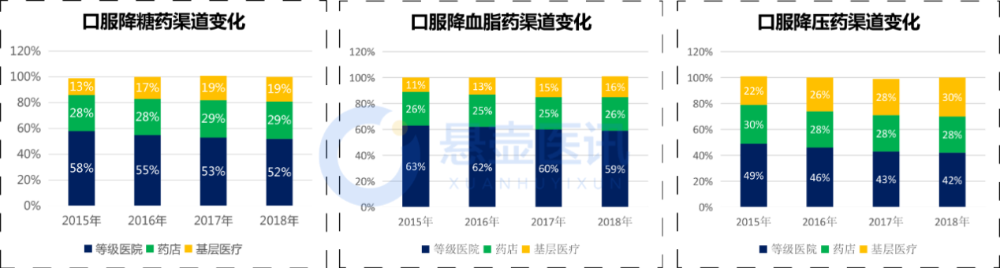 口服降糖药渠道变化
120%
100%
80%
60%
40%
20%
0%
13%
17%
19%
19%
28%
28%
29%
29%
58%
55%
53%
52%
2015年
2016年
2017年
2018年
等级医院 药店 基层医疗
口服降血脂药渠道变化
120%
100%
80%
60%
40%
20%
0%
11%
13%
15%
16%
26%
25%
25%
26%
63%
62%
60%
59%
2015年
2016年
2017年
2018年
等级医院 药店 基层医疗
口服降压药渠道变化
120%
100%
80%
60%
40%
20%
0%
22%
26%
28%
30%
30%
28%
28%
28%
49%
46%
43%
42%
2015年
2016年
2017年
2018年
等级医院 药店 基层医疗
悬壶医讯
XUANHUYIXUN